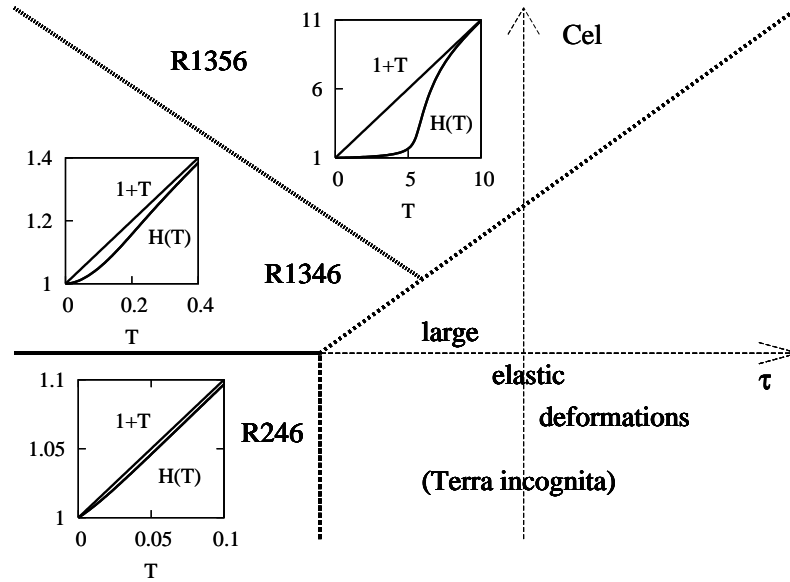 11
Cel
R1356
1+T
6
H(T)
1
0
5
10
T
1.4
1+T
1.2
H(T)
R1346
1
0
0.2
0.4
T
large
elastic
τ
1.1
deformations
1+T
R246
1.05
H(T)
(Terra incognita)
1
0
0.05
0.1
T